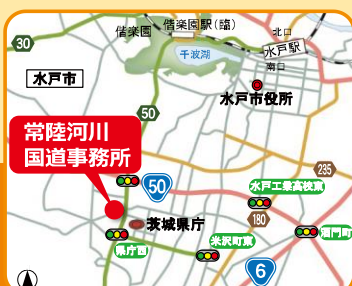 偕楽園
偕楽園駅(臨)
北口
水戸駅
南口
千波湖
30
水戸市
50
水戸市役所
常陸河川
国道事務所
50
235
水戸工業高校東
180
茨城県庁
県庁西
米沢町東
酒門町
6